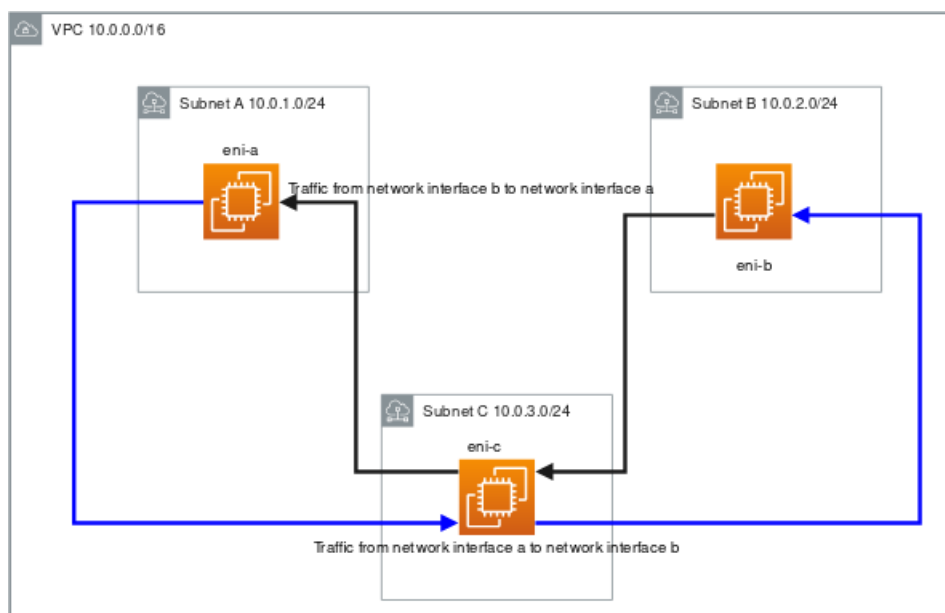 VPC 10.0.0.0/16
Subnet A 10.0.1.0/24
Subnet B 10.0.2.0/24
eni-a
Traffic from network interface b to network interface a
eni-b
Subnet C 10.0.3.0/24
eni-c
Traffic from network interface a to network interface b